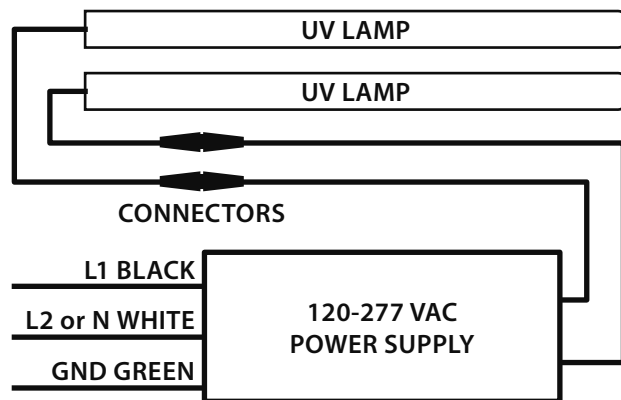 UV LAMP
UV LAMP
CONNECTORS
L1 BLACK
L2 or N WHITE
GND GREEN
120-277 VAC
POWER SUPPLY